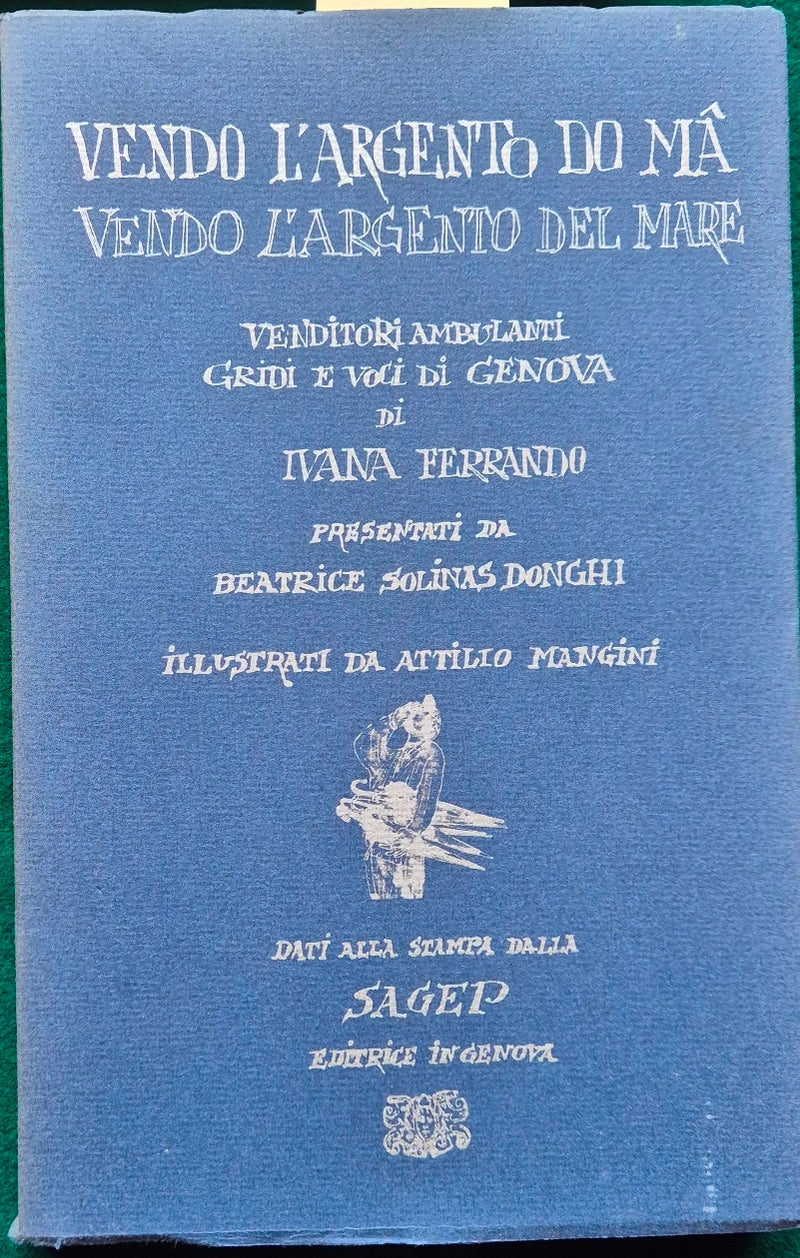 VENDO L'ARGENTO DO MÂ
VENDO L'ARGENTO DEL MARE
VENDITORI AMBULANTI
GRIDI E VOCI DI GENOVA
DI
IVANA FERRANDO
PRESENTATI DA
BEATRICE SOLINAS DONGHI
ILLUSTRATI DA ATTILIO MANGINI
DATI ALLA STAMPA DALLA
SAGEP
EDITRICE IN GENOVA